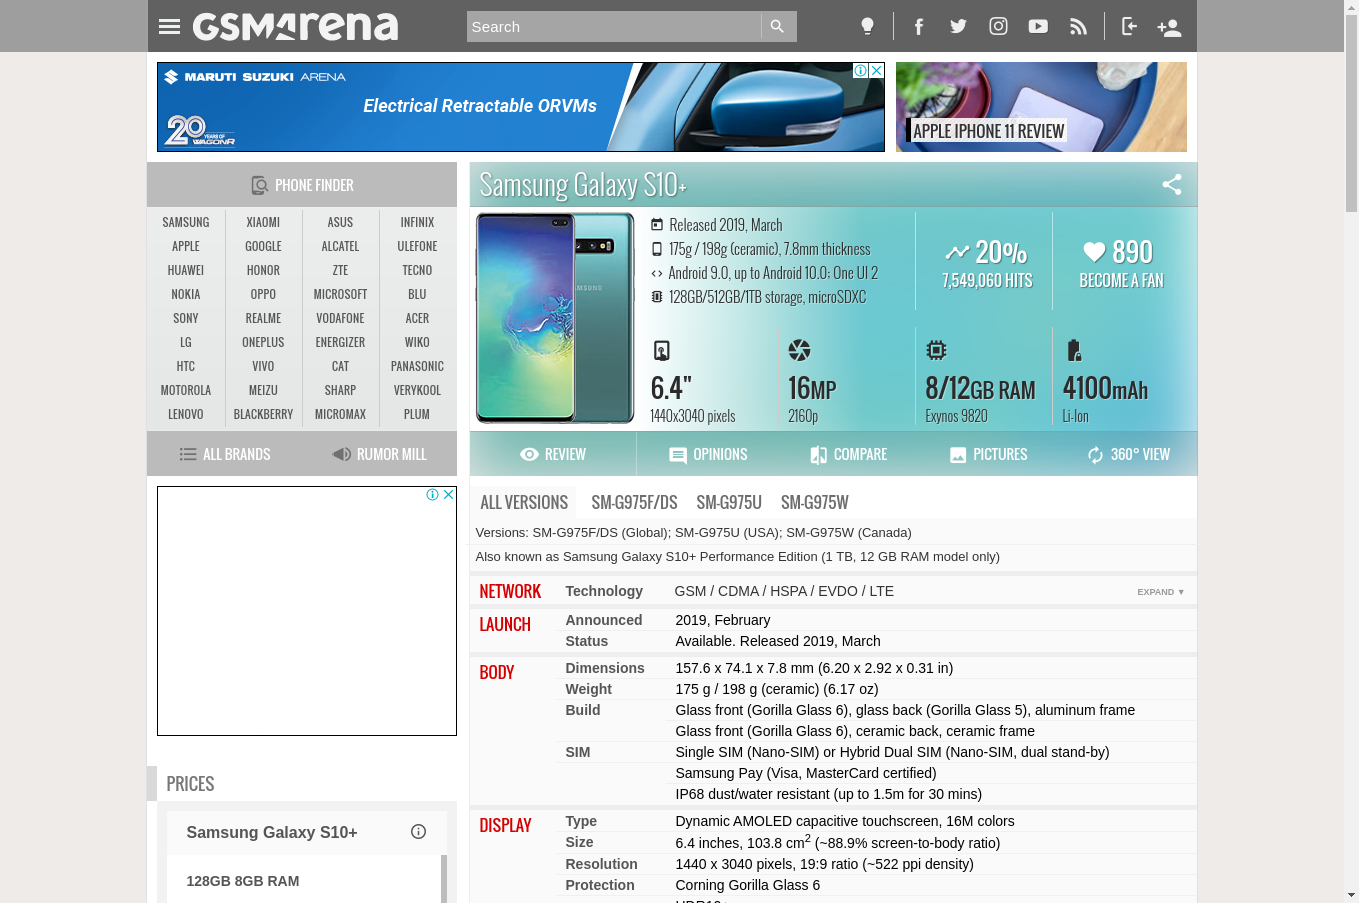 GSMArena
Search
MARUTI SUZUKI ARENA
Electrical Retractable ORVMs
20 YEARS OF WAGONR
APPLE IPHONE 11 REVIEW
PHONE FINDER
SAMSUNG XIAOMI ASUS INFINIX
APPLE GOOGLE ALCATEL ULEFONE
HUAWEI HONOR ZTE TECNO
NOKIA OPPO MICROSOFT BLU
SONY REALME VODAFONE ACER
LG ONEPLUS ENERGIZER WIKO
HTC VIVO CAT PANASONIC
MOTOROLA MEIZU SHARP VERYKOOL
LENOVO BLACKBERRY MICROMAX PLUM
ALL BRANDS RUMOR MILL
Samsung Galaxy S10+
Released 2019, March
175g / 198g (ceramic), 7.8mm thickness
Android 9.0, up to Android 10.0; One UI 2
128GB/512GB/1TB storage, microSDXC
SAMSUNG
20%
7,549,060 HITS
890
BECOME A FAN
6.4"
1440x3040 pixels
16MP
2160p
8/12GB RAM
Exynos 9820
4100mAh
Li-Ion
REVIEW OPINIONS COMPARE PICTURES 360° VIEW
ALL VERSIONS SM-G975F/DS SM-G975U SM-G975W
Versions: SM-G975F/DS (Global); SM-G975U (USA); SM-G975W (Canada)
Also known as Samsung Galaxy S10+ Performance Edition (1 TB, 12 GB RAM model only)
NETWORK Technology GSM / CDMA / HSPA / EVDO / LTE EXPAND ▼
LAUNCH Announced 2019, February
Status Available. Released 2019, March
BODY Dimensions 157.6 x 74.1 x 7.8 mm (6.20 x 2.92 x 0.31 in)
Weight 175 g / 198 g (ceramic) (6.17 oz)
Build Glass front (Gorilla Glass 6), glass back (Gorilla Glass 5), aluminum frame
Glass front (Gorilla Glass 6), ceramic back, ceramic frame
SIM Single SIM (Nano-SIM) or Hybrid Dual SIM (Nano-SIM, dual stand-by)
Samsung Pay (Visa, MasterCard certified)
IP68 dust/water resistant (up to 1.5m for 30 mins)
DISPLAY Type Dynamic AMOLED capacitive touchscreen, 16M colors
Size 6.4 inches, 103.8 cm2 (~88.9% screen-to-body ratio)
Resolution 1440 x 3040 pixels, 19:9 ratio (~522 ppi density)
Protection Corning Gorilla Glass 6
PRICES
Samsung Galaxy S10+
128GB 8GB RAM